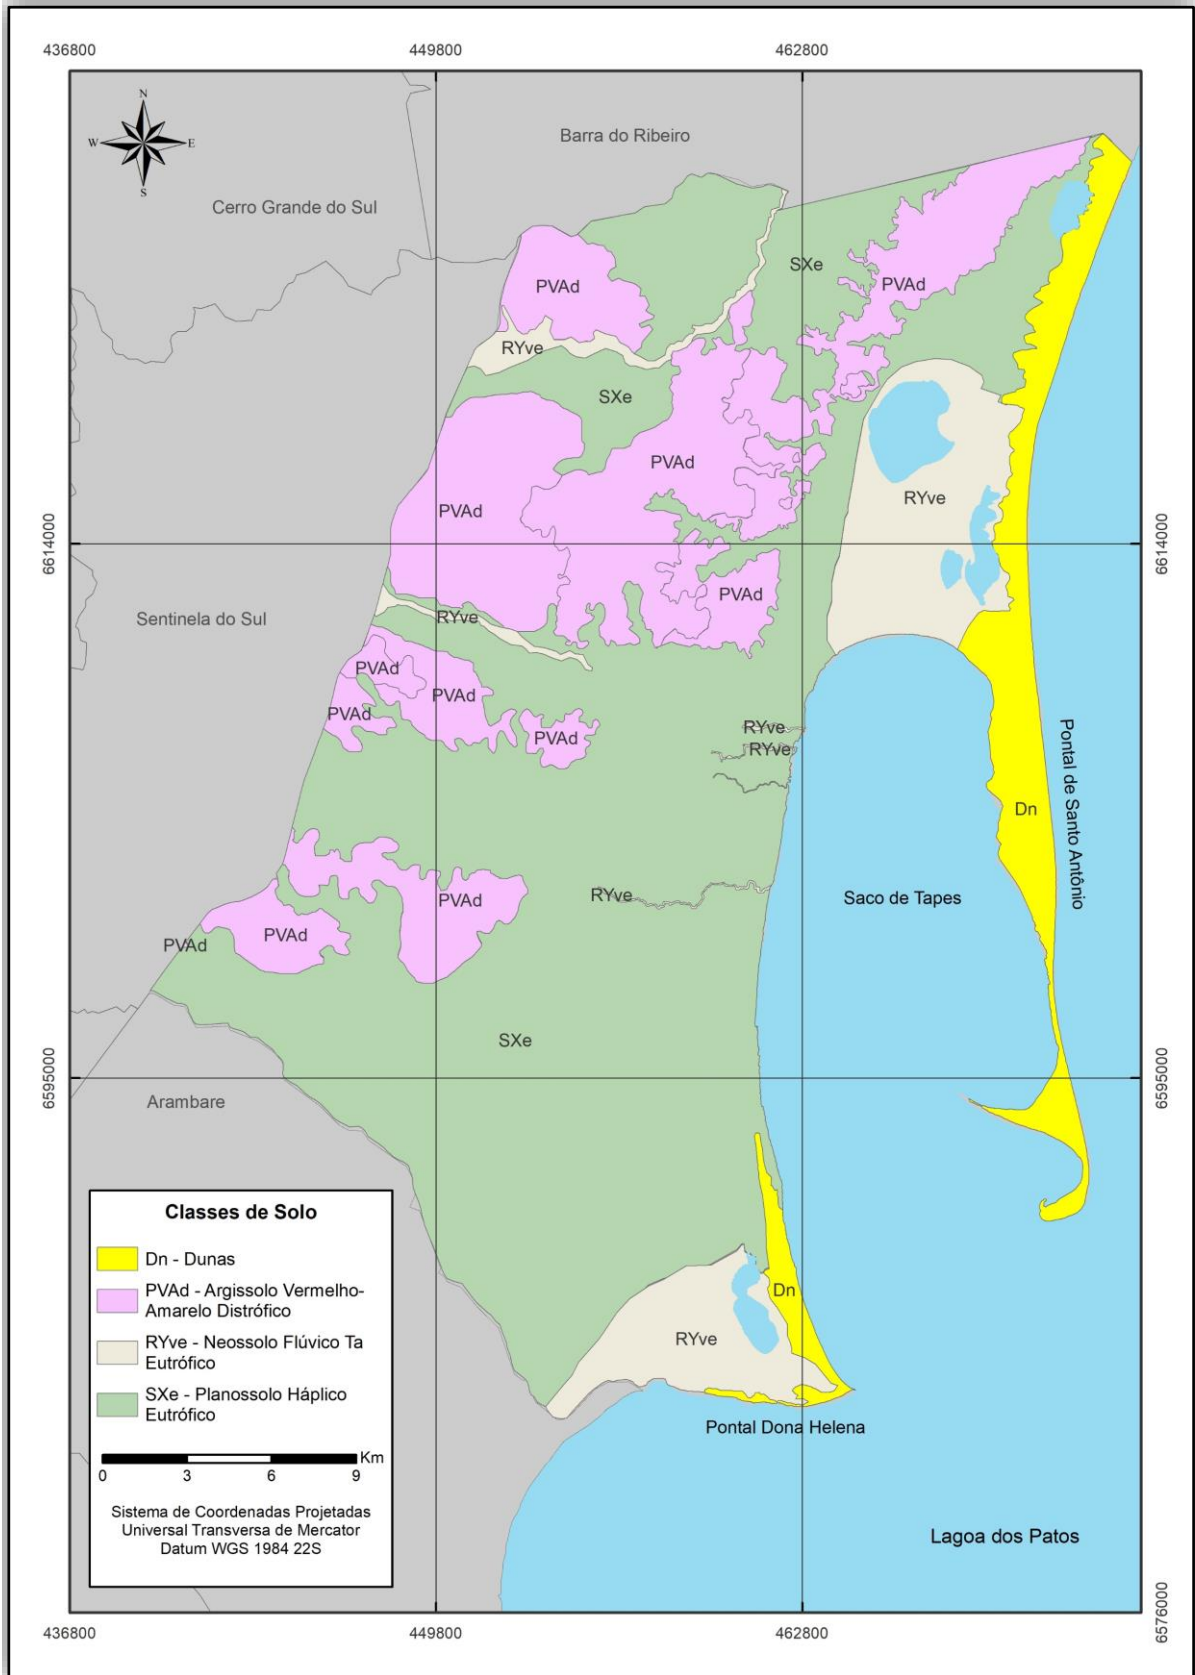 436800
449800
462800
N
W
E
S
Barra do Ribeiro
Cerro Grande do Sul
SXe
PVAd
PVAd
RYve
SXe
PVAd
RYve
PVAd
6614000
6614000
PVAd
Sentinela do Sul
RYve
PVAd
PVAd
PVAd
PVAd
RYve
RYve
Pontal de Santo Antônio
Dn
Saco de Tapes
RYve
PVAd
PVAd
PVAd
SXe
6595000
6595000
Arambare
Classes de Solo
Dn - Dunas
PVAd - Argissolo Vermelho-
Amarelo Distrófico
RYve - Neossolo Flúvico Ta
Eutrófico
SXe - Planossolo Háplico
Eutrófico
Km
0
3
6
9
Sistema de Coordenadas Projetadas
Universal Transversa de Mercator
Datum WGS 1984 22S
Dn
RYve
Pontal Dona Helena
Lagoa dos Patos
6576000
436800
449800
462800